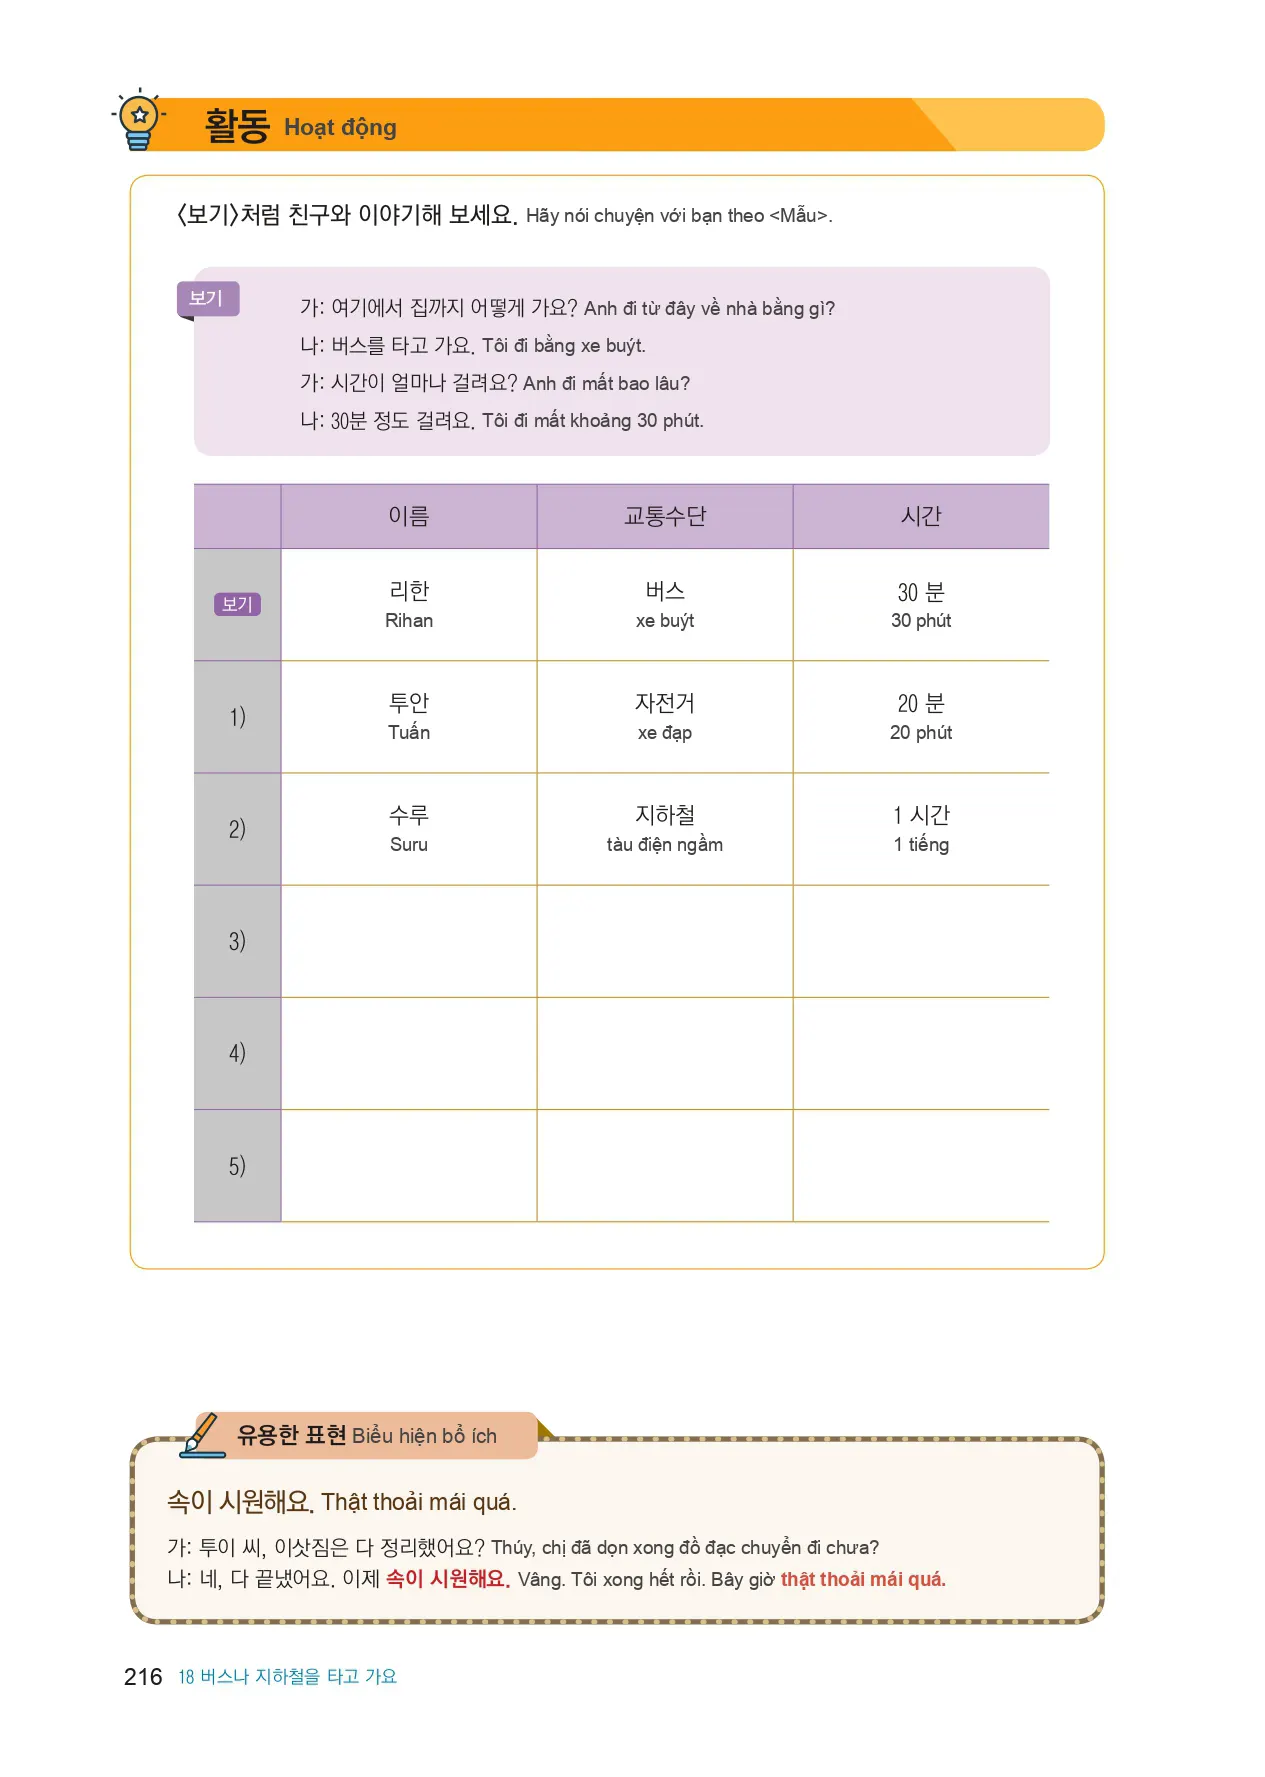 활동 Hoạt động
<보기>처럼 친구와 이야기해 보세요. Hãy nói chuyện với bạn theo <Mẫu>.
보기
가: 여기에서 집까지 어떻게 가요? Anh đi từ đây về nhà bằng gì?
나: 버스를 타고 가요. Tôi đi bằng xe buýt.
가: 시간이 얼마나 걸려요? Anh đi mất bao lâu?
나: 30분 정도 걸려요. Tôi đi mất khoảng 30 phút.
이름 교통수단 시간
보기
리한 버스 30 분
Rihan xe buýt 30 phút
1)
투안 자전거 20 분
Tuấn xe đạp 20 phút
2)
수루 지하철 1 시간
Suru tàu điện ngầm 1 tiếng
3)
4)
5)
유용한 표현 Biểu hiện bổ ích
속이 시원해요. Thật thoải mái quá.
가: 투이 씨, 이삿짐은 다 정리했어요? Thúy, chị đã dọn xong đồ đạc chuyển đi chưa?
나: 네, 다 끝냈어요. 이제 속이 시원해요. Vâng. Tôi xong hết rồi. Bây giờ thật thoải mái quá.
216 18 버스나 지하철을 타고 가요